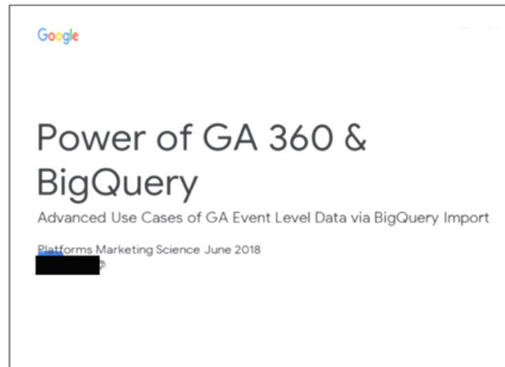 Google
Power of GA 360 &
BigQuery
Advanced Use Cases of GA Event Level Data via BigQuery Import
Platforms Marketing Science June 2018
@